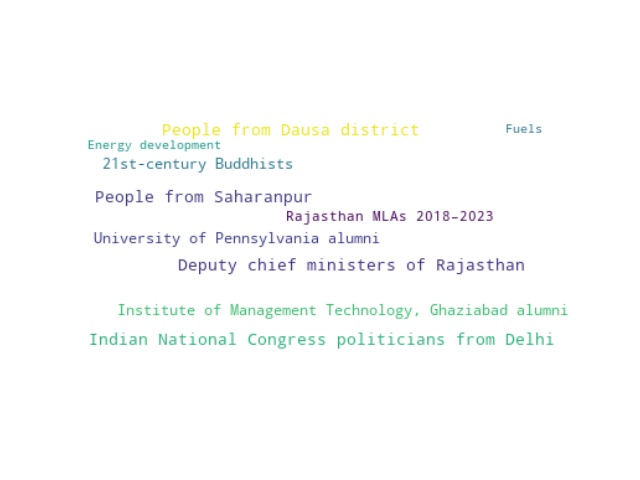 People from Dausa district
Fuels
Energy development
21st-century Buddhists
People from Saharanpur
Rajasthan MLAs 2018–2023
University of Pennsylvania alumni
Deputy chief ministers of Rajasthan
Institute of Management Technology, Ghaziabad alumni
Indian National Congress politicians from Delhi